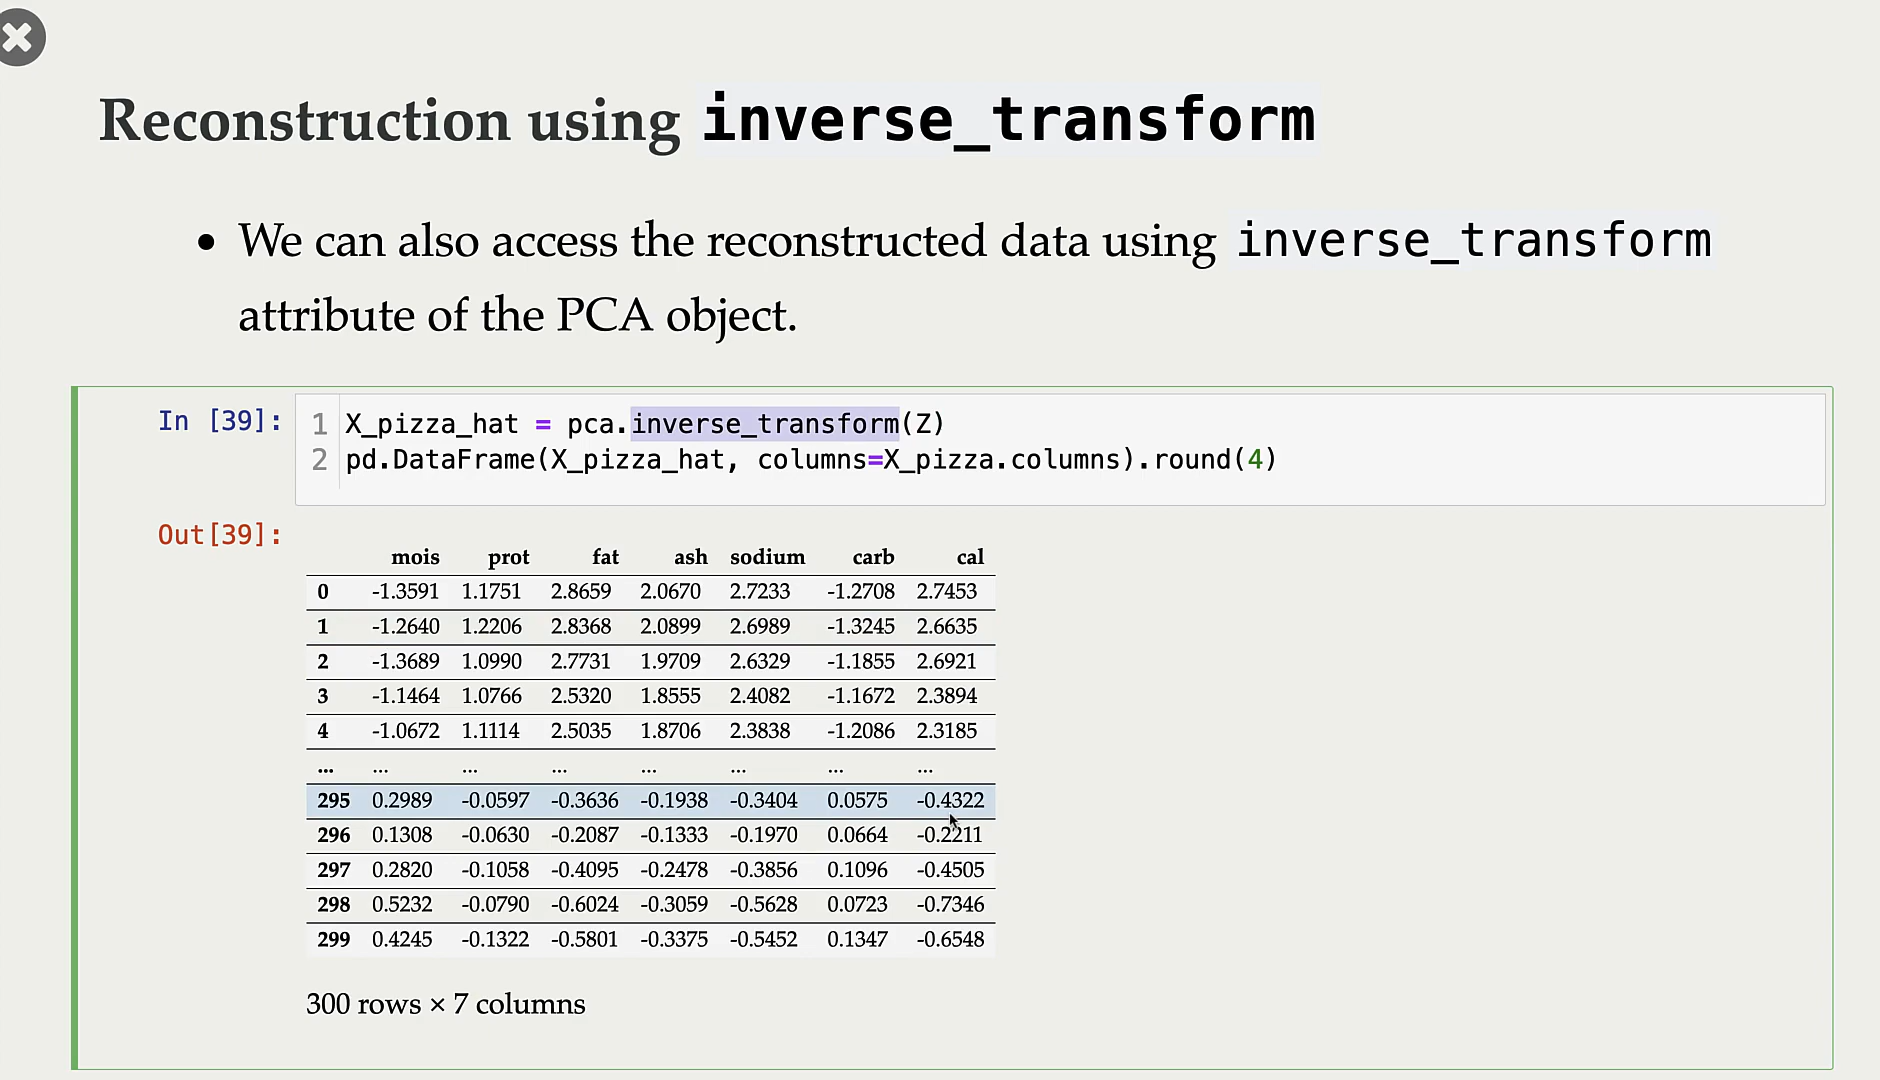 Reconstruction using inverse_transform
• We can also access the reconstructed data using inverse_transform
attribute of the PCA object.
In [39]:
1 X_pizza_hat = pca.inverse_transform(Z)
2 pd.DataFrame(X_pizza_hat, columns=X_pizza.columns).round(4)
Out[39]:
mois prot fat ash sodium carb cal
0 -1.3591 1.1751 2.8659 2.0670 2.7233 -1.2708 2.7453
1 -1.2640 1.2206 2.8368 2.0899 2.6989 -1.3245 2.6635
2 -1.3689 1.0990 2.7731 1.9709 2.6329 -1.1855 2.6921
3 -1.1464 1.0766 2.5320 1.8555 2.4082 -1.1672 2.3894
4 -1.0672 1.1114 2.5035 1.8706 2.3838 -1.2086 2.3185
... ... ... ... ... ... ... ...
295 0.2989 -0.0597 -0.3636 -0.1938 -0.3404 0.0575 -0.4322
296 0.1308 -0.0630 -0.2087 -0.1333 -0.1970 0.0664 -0.2211
297 0.2820 -0.1058 -0.4095 -0.2478 -0.3856 0.1096 -0.4505
298 0.5232 -0.0790 -0.6024 -0.3059 -0.5628 0.0723 -0.7346
299 0.4245 -0.1322 -0.5801 -0.3375 -0.5452 0.1347 -0.6548
300 rows × 7 columns